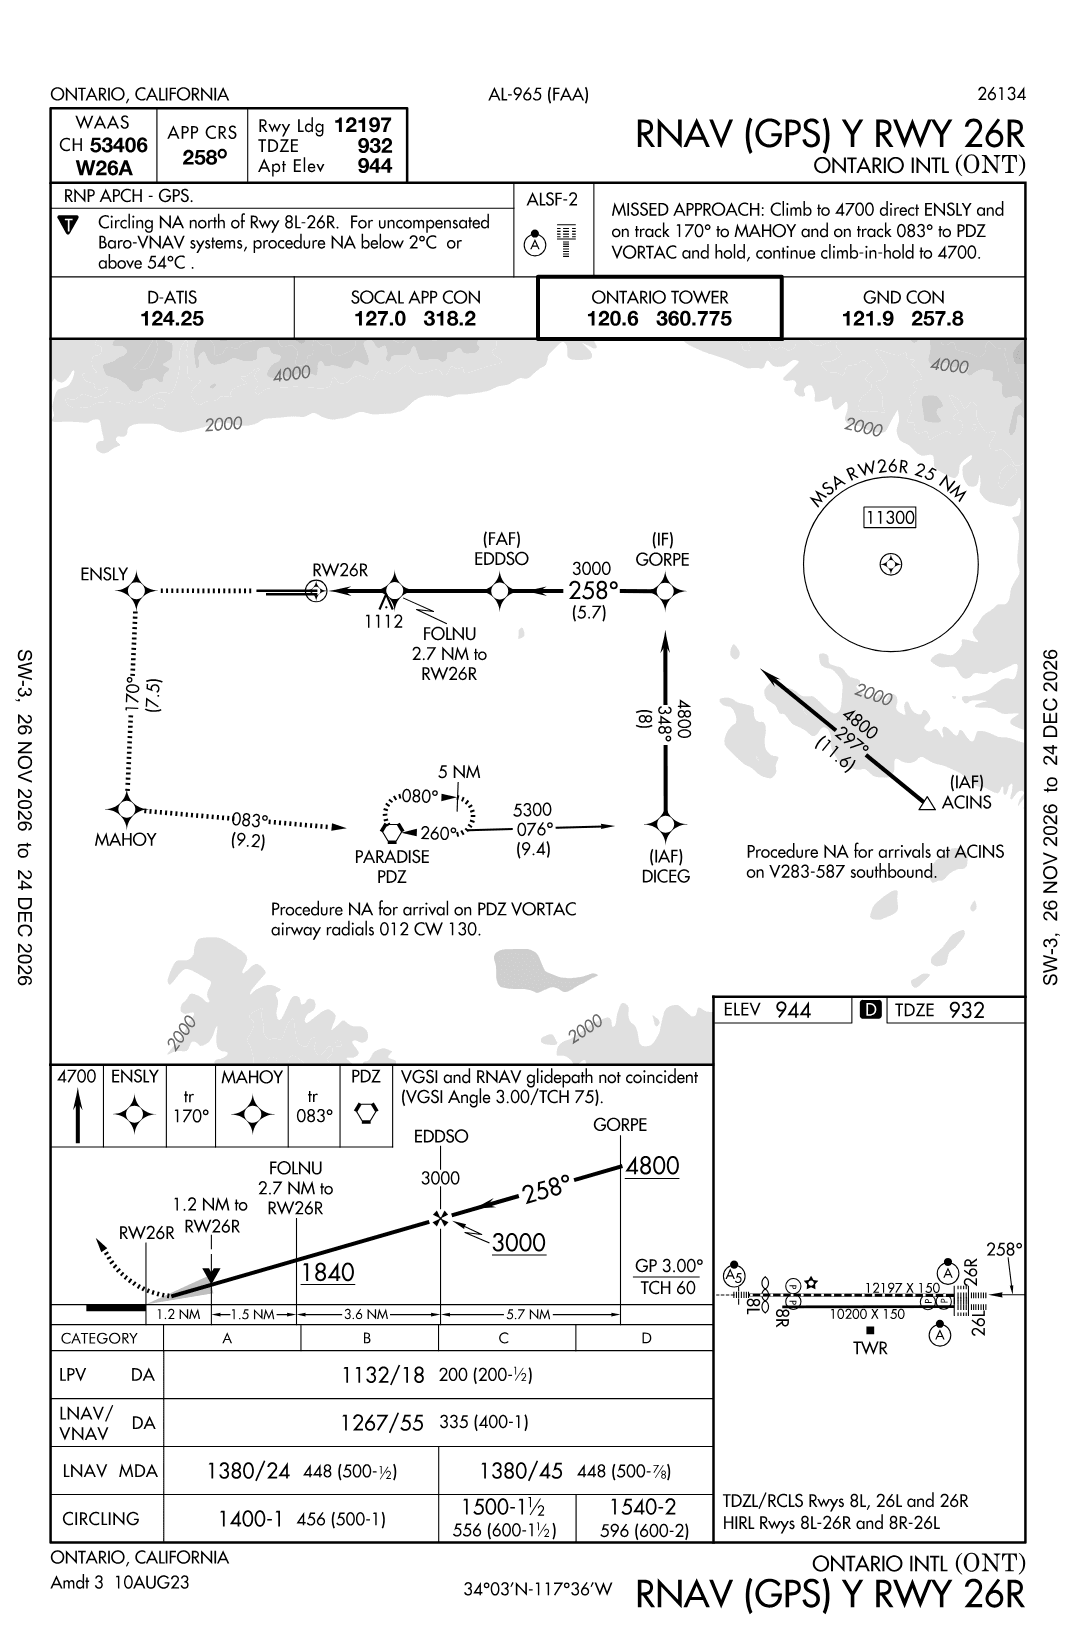 ONTARIO, CALIFORNIA
AL-965 (FAA)
26134
WAAS
CH 53406
W26A
APP CRS
258°
Rwy Ldg 12197
TDZE 932
Apt Elev 944
RNAV (GPS) Y RWY 26R
ONTARIO INTL (ONT)
RNP APCH - GPS.
T
Circling NA north of Rwy 8L-26R. For uncompensated
Baro-VNAV systems, procedure NA below 2°C or
above 54°C .
ALSF-2
A
MISSED APPROACH: Climb to 4700 direct ENSLY and
on track 170° to MAHOY and on track 083° to PDZ
VORTAC and hold, continue climb-in-hold to 4700.
D-ATIS
124.25
SOCAL APP CON
127.0 318.2
ONTARIO TOWER
120.6 360.775
GND CON
121.9 257.8
4000
4000
2000
2000
MSA RW26R 25 NM
11300
(FAF)
EDDSO
(IF)
GORPE
ENSLY
RW26R
3000
258°
(5.7)
1112
FOLNU
2.7 NM to
RW26R
170°
(7.5)
4800
348°
(8)
2000
4800
297°
(11.6)
(IAF)
ACINS
5 NM
080°
260°
5300
076°
(9.4)
MAHOY
083°
(9.2)
PARADISE
PDZ
(IAF)
DICEG
Procedure NA for arrivals at ACINS
on V283-587 southbound.
Procedure NA for arrival on PDZ VORTAC
airway radials 012 CW 130.
2000
2000
SW-3, 26 NOV 2026 to 24 DEC 2026
SW-3, 26 NOV 2026 to 24 DEC 2026
ELEV 944
D
TDZE 932
4700
ENSLY
tr
170°
MAHOY
tr
083°
PDZ
VGSI and RNAV glidepath not coincident
(VGSI Angle 3.00/TCH 75).
EDDSO
GORPE
3000
4800
258°
FOLNU
2.7 NM to
RW26R
1.2 NM to
RW26R
RW26R
3000
1840
GP 3.00°
TCH 60
1.2 NM
1.5 NM
3.6 NM
5.7 NM
258°
A5
A
26R
12197 X 150
P
P
P
P
8L
8R
10200 X 150
26L
A
TWR
TDZL/RCLS Rwys 8L, 26L and 26R
HIRL Rwys 8L-26R and 8R-26L
CATEGORY A B C D
LPV DA 1132/18 200 (200-½)
LNAV/
VNAV DA 1267/55 335 (400-1)
LNAV MDA 1380/24 448 (500-½) 1380/45 448 (500-⅞)
CIRCLING 1400-1 456 (500-1)
1500-1½
556 (600-1½)
1540-2
596 (600-2)
ONTARIO, CALIFORNIA
Amdt 3 10AUG23
34°03'N-117°36'W
ONTARIO INTL (ONT)
RNAV (GPS) Y RWY 26R